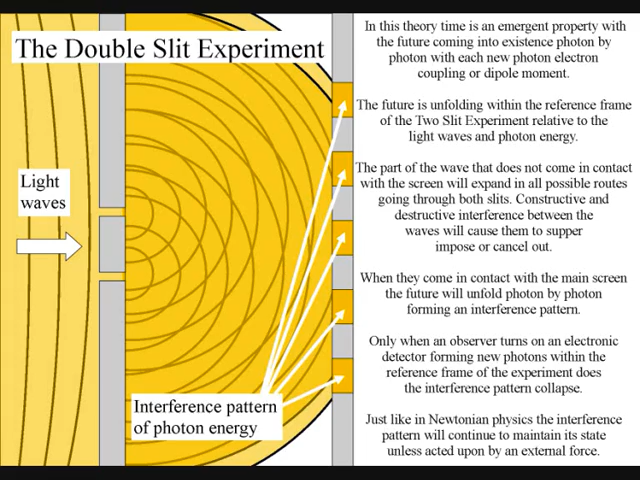 The Double Slit Experiment
Light
waves
Interference pattern
of photon energy
In this theory time is an emergent property with
the future coming into existence photon by
photon with each new photon electron
coupling or dipole moment.
The future is unfolding within the reference frame
of the Two Slit Experiment relative to the
light waves and photon energy.
The part of the wave that does not come in contact
with the screen will expand in all possible routes
going through both slits. Constructive and
destructive interference between the
waves will cause them to supper
impose or cancel out.
When they come in contact with the main screen
the future will unfold photon by photon
forming an interference pattern.
Only when an observer turns on an electronic
detector forming new photons within the
reference frame of the experiment does
the interference pattern collapse.
Just like in Newtonian physics the interference
pattern will continue to maintain its state
unless acted upon by an external force.